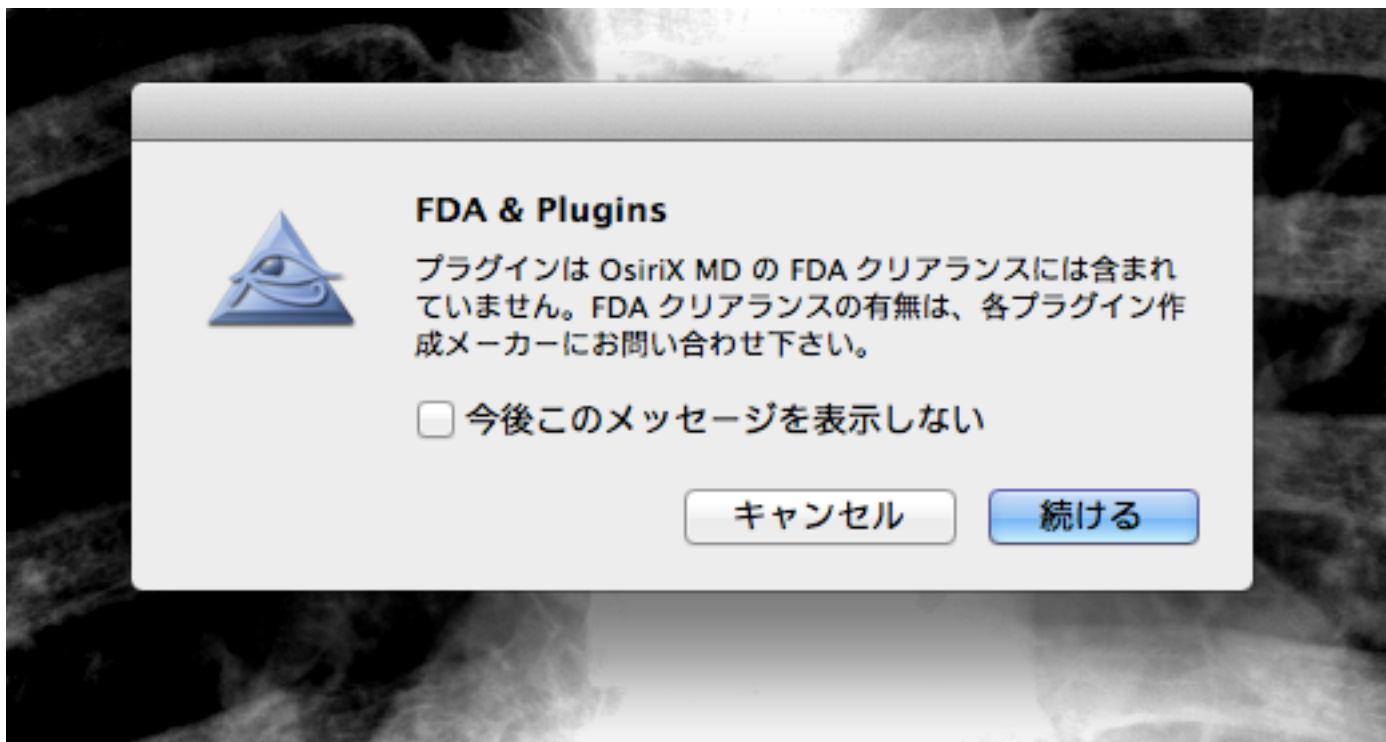 FDA & Plugins
プラグインは OsiriX MD の FDA クリアランスには含まれ
ていません。FDA クリアランスの有無は、各プラグイン作
成メーカーにお問い合わせ下さい。
今後このメッセージを表示しない
キャンセル
続ける